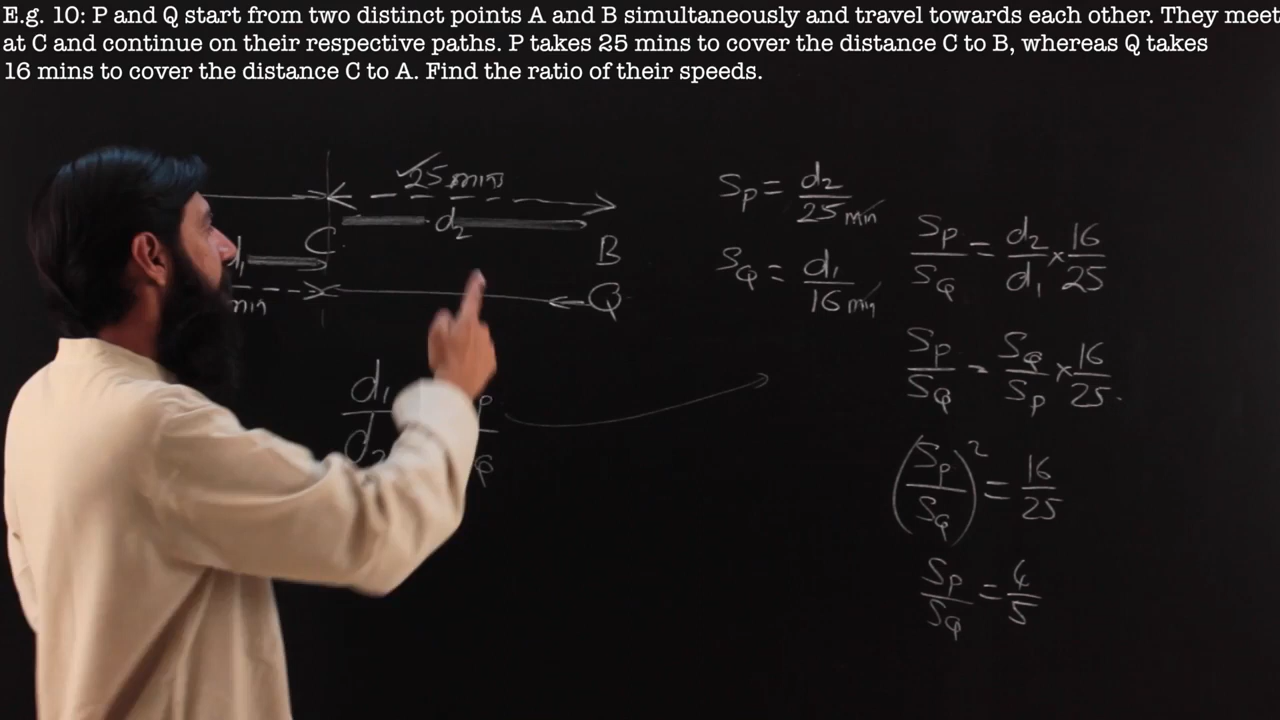 E.g. 10: P and Q start from two distinct points A and B simultaneously and travel towards each other. They meet
at C and continue on their respective paths. P takes 25 mins to cover the distance C to B, whereas Q takes
16 mins to cover the distance C to A. Find the ratio of their speeds.
25 mins
d₂
C
B
d₁
min
Q
d₁
d₂
P
Q
Sp = d₂/25 min
SQ = d₁/16 min
Sp/SQ = d₂/d₁ × 16/25
Sp/SQ = SQ/Sp × 16/25
(Sp/SQ)² = 16/25
Sp/SQ = 4/5